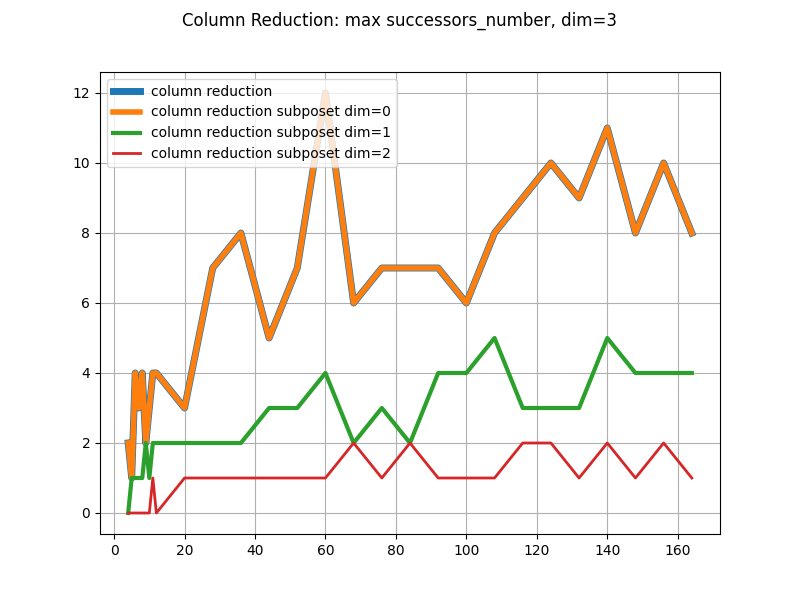 Column Reduction: max successors_number, dim=3
column reduction
column reduction subposet dim=0
column reduction subposet dim=1
column reduction subposet dim=2
12
10
8
6
4
2
0
0 20 40 60 80 100 120 140 160